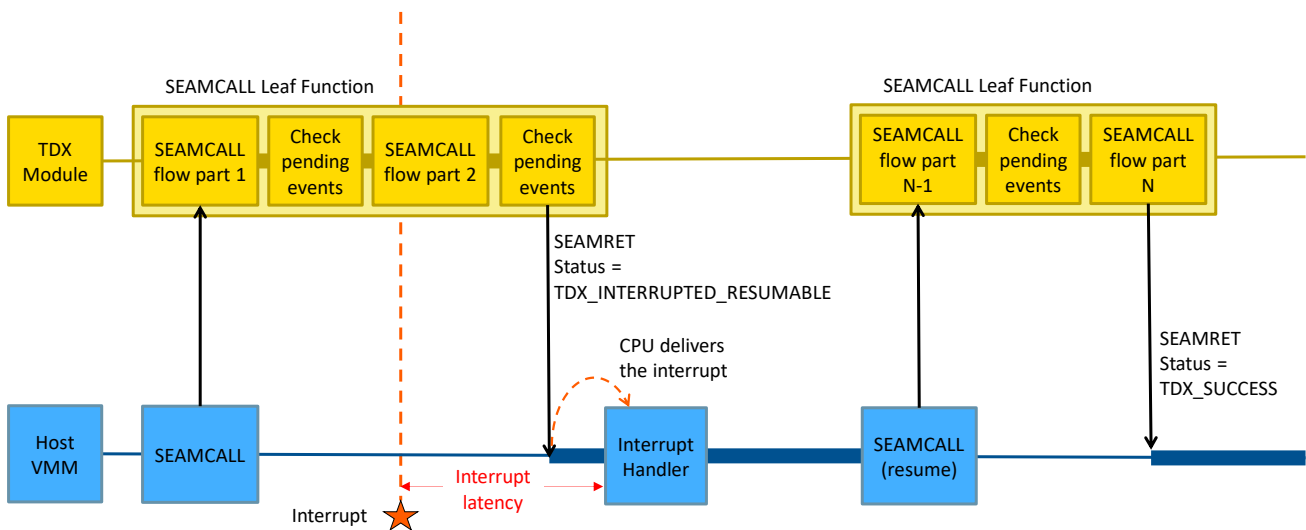 SEAMCALL Leaf Function
SEAMCALL Leaf Function
TDX
Module
SEAMCALL
flow part 1
Check
pending
events
SEAMCALL
flow part 2
Check
pending
events
SEAMCALL
flow part
N-1
Check
pending
events
SEAMCALL
flow part
N
SEAMRET
Status =
TDX_INTERRUPTED_RESUMABLE
CPU delivers
the interrupt
SEAMRET
Status =
TDX_SUCCESS
Host
VMM
SEAMCALL
Interrupt
Handler
SEAMCALL
(resume)
Interrupt
latency
Interrupt